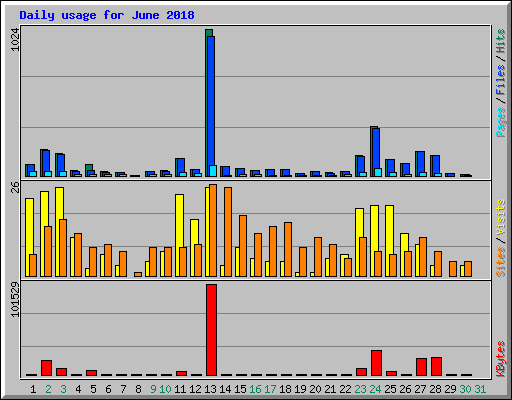 Daily usage for June 2018
1024
Pages / Files / Hits
26
Sites / Visits
101529
KBytes
1 2 3 4 5 6 7 8 9 10 11 12 13 14 15 16 17 18 19 20 21 22 23 24 25 26 27 28 29 30 31